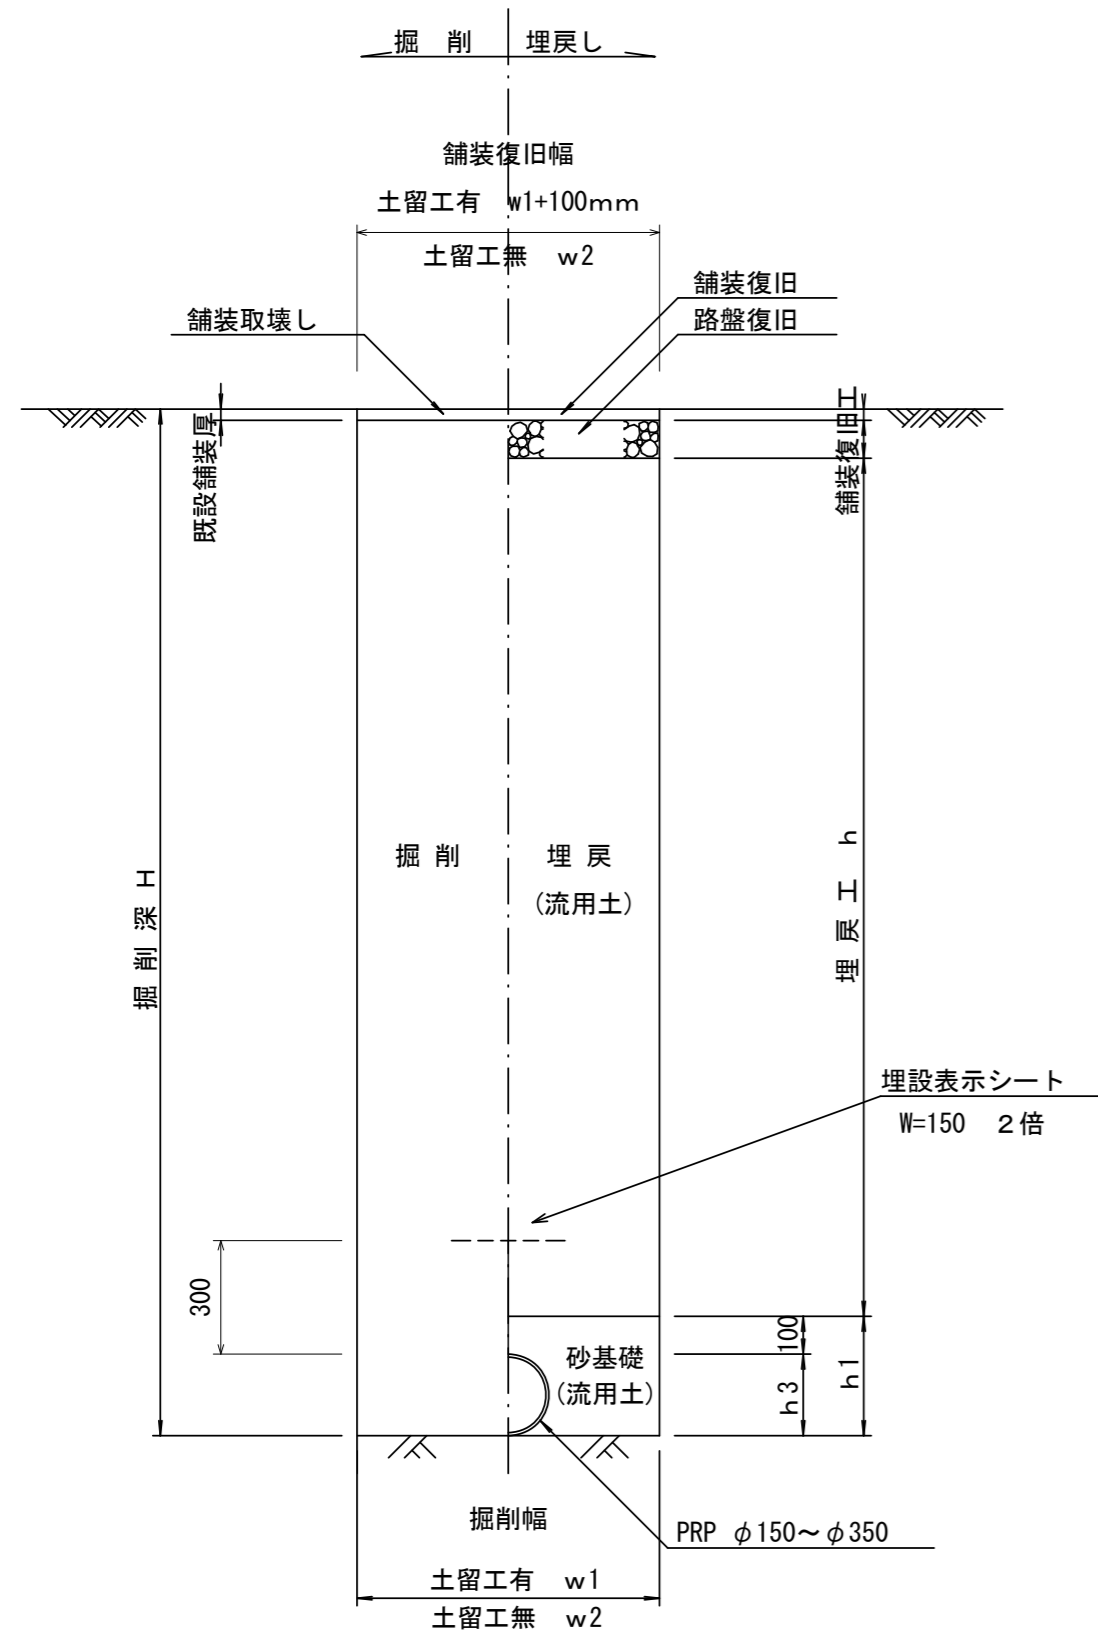 掘　削　埋戻し
舗装復旧幅
土留工有　w1+100mm
土留工無　w2
舗装復旧
舗装取壊し
路盤復旧
既設舗装厚
舗装復旧工
掘 削
埋 戻
(流用土)
掘 削 深 H
埋 戻 工 h
埋設表示シート
W=150　２倍
300
100
砂基礎
(流用土)
h3
h1
掘削幅
PRP φ150～φ350
土留工有　w1
土留工無　w2